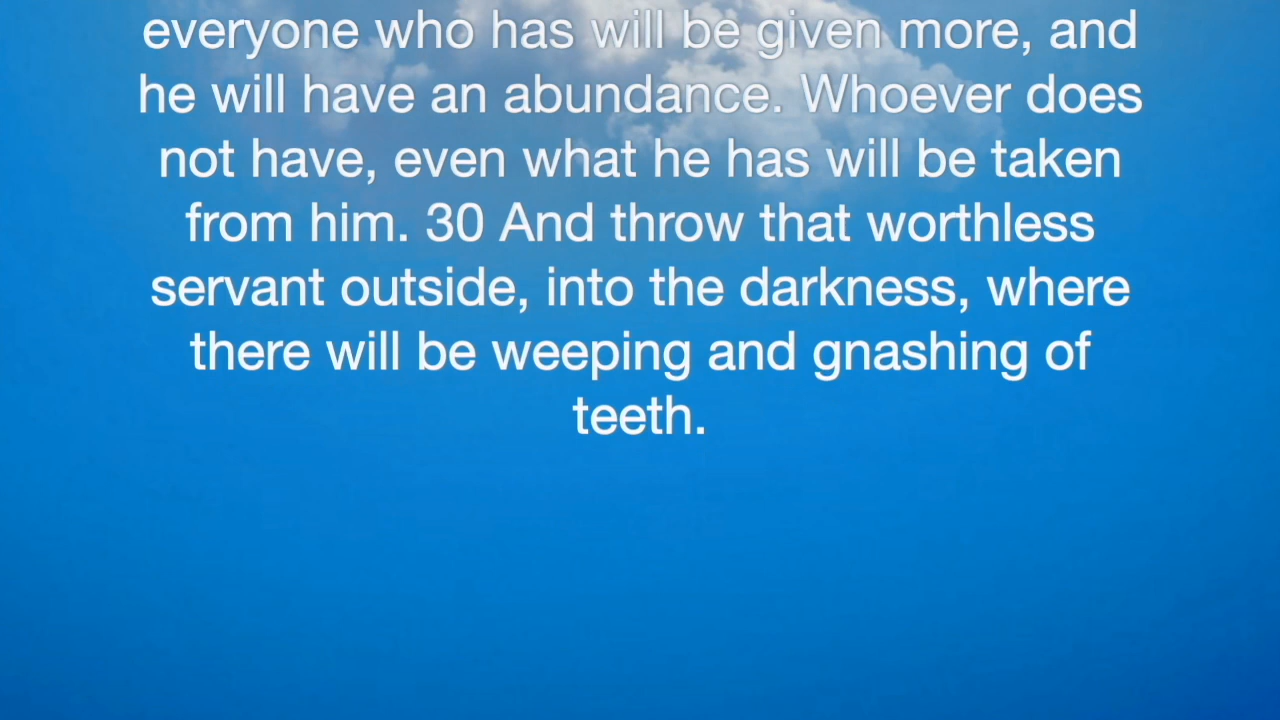 everyone who has will be given more, and
he will have an abundance. Whoever does
not have, even what he has will be taken
from him. 30 And throw that worthless
servant outside, into the darkness, where
there will be weeping and gnashing of
teeth.